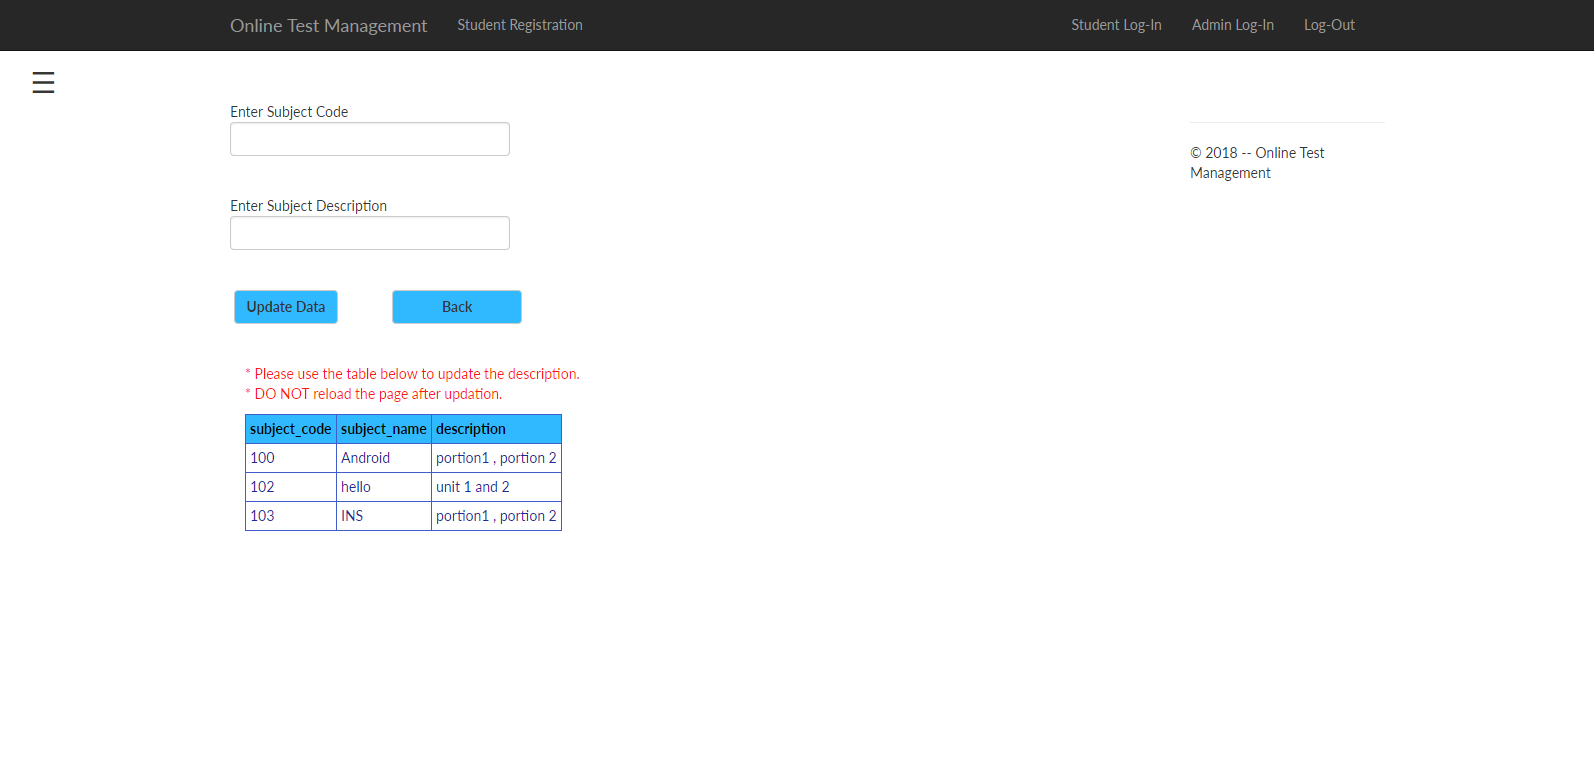 Online Test Management Student Registration Student Log-In Admin Log-In Log-Out
Enter Subject Code
Enter Subject Description
Update Data Back
* Please use the table below to update the description.
* DO NOT reload the page after updation.
subject_code subject_name description
100 Android portion1 , portion 2
102 hello unit 1 and 2
103 INS portion1 , portion 2
© 2018 -- Online Test
Management